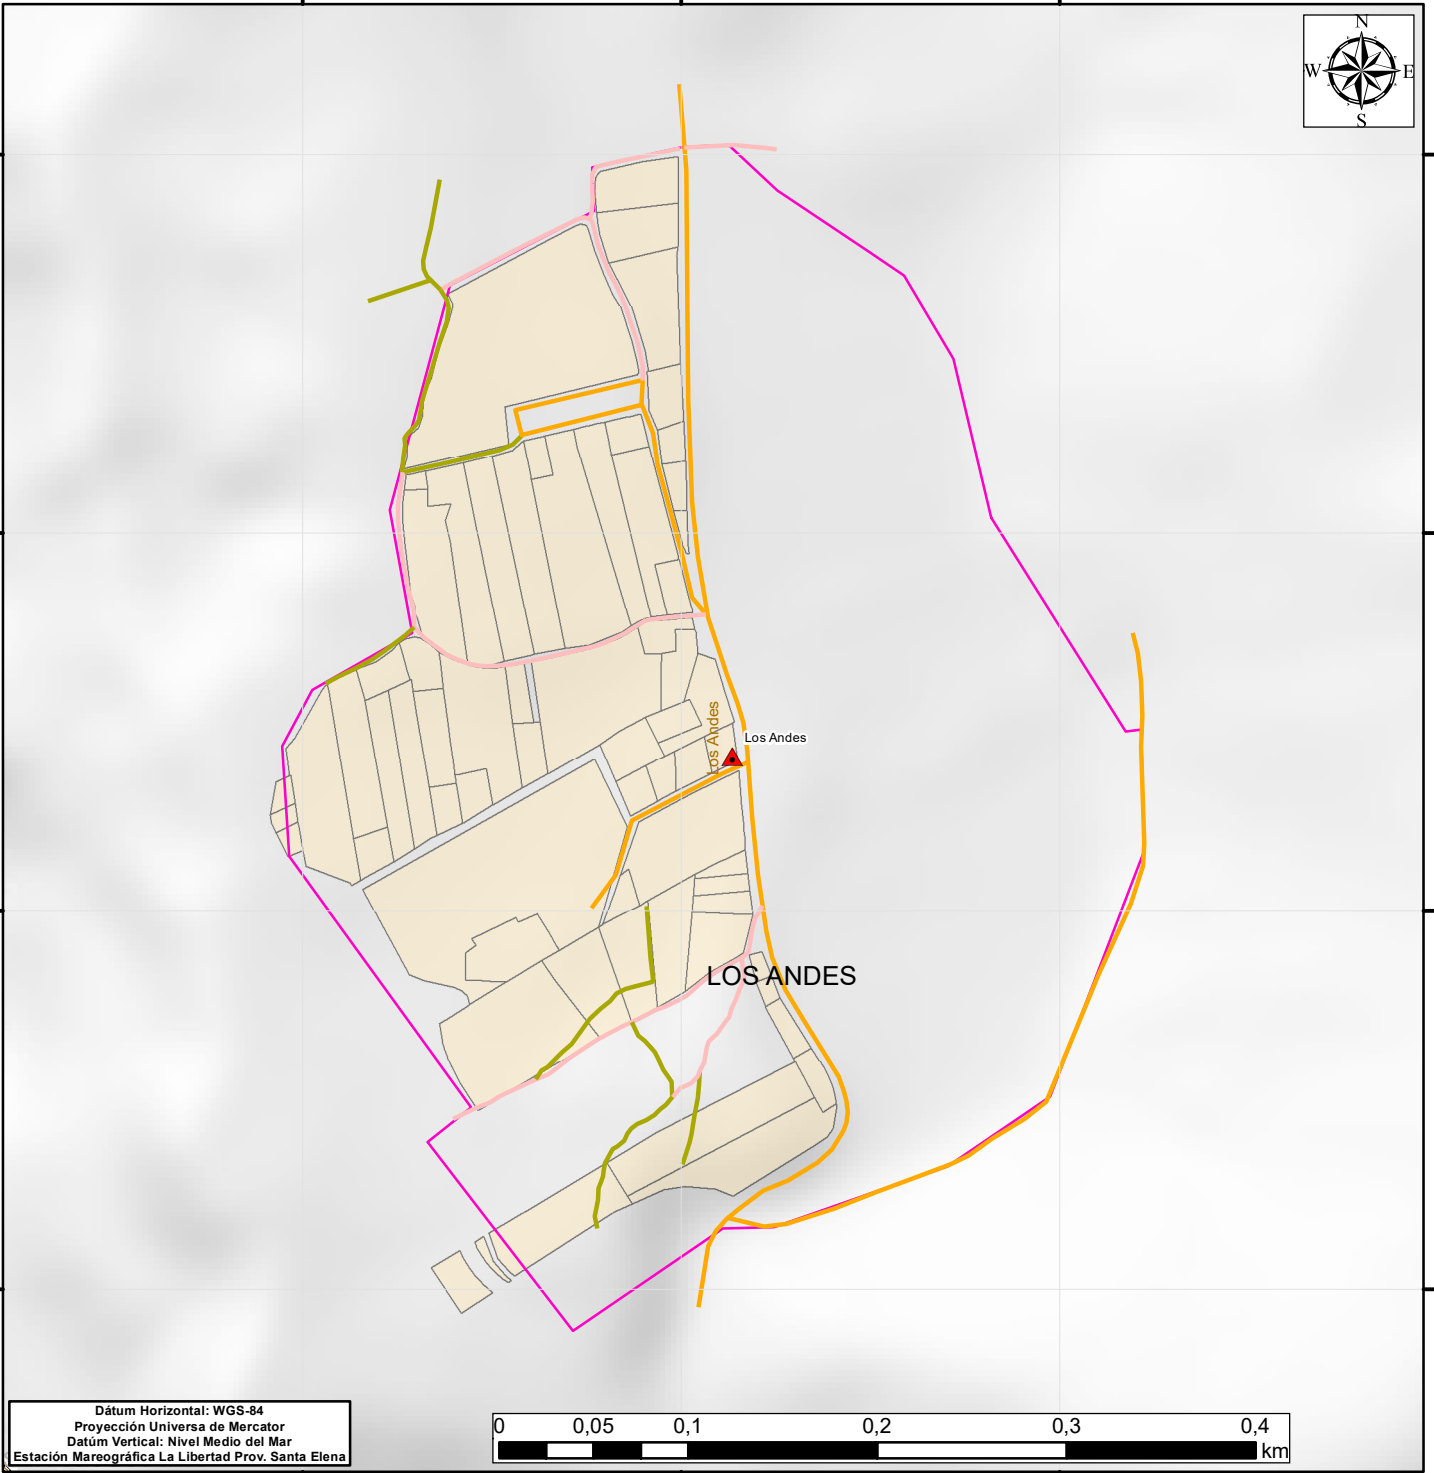 N
W E
S
Los Andes
Los Andes
LOS ANDES
Dátum Horizontal: WGS-84
Proyección Universa de Mercator
Datúm Vertical: Nivel Medio del Mar
Estación Mareográfica La Libertad Prov. Santa Elena
0 0,05 0,1 0,2 0,3 0,4
km